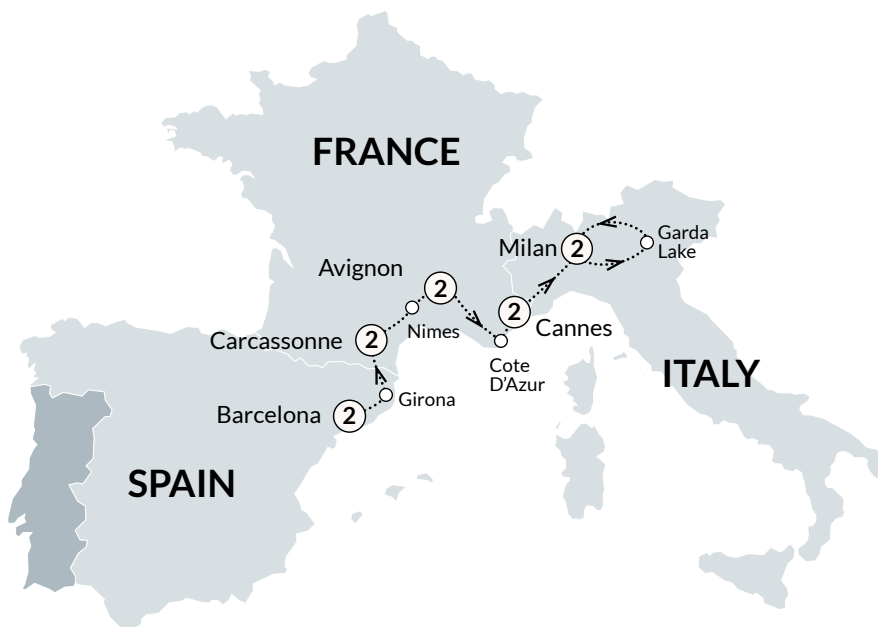 FRANCE
Garda
Lake
Milan
2
Avignon
2
2
Cannes
Nimes
Carcassonne
2
Cote
D'Azur
ITALY
Girona
Barcelona
2
SPAIN